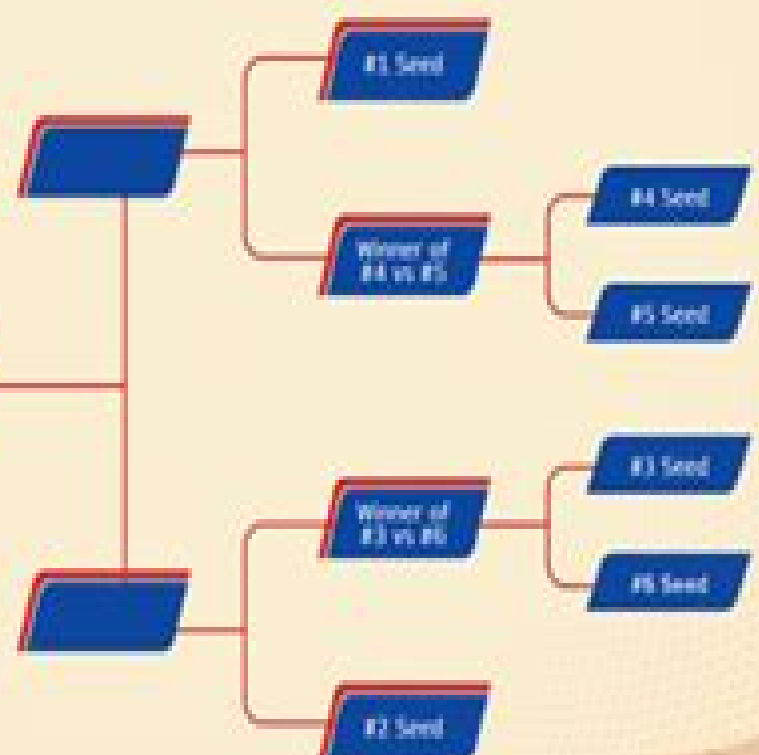 #1 Seed
#4 Seed
Winner of
#4 vs #5
#5 Seed
#3 Seed
Winner of
#3 vs #6
#6 Seed
#2 Seed